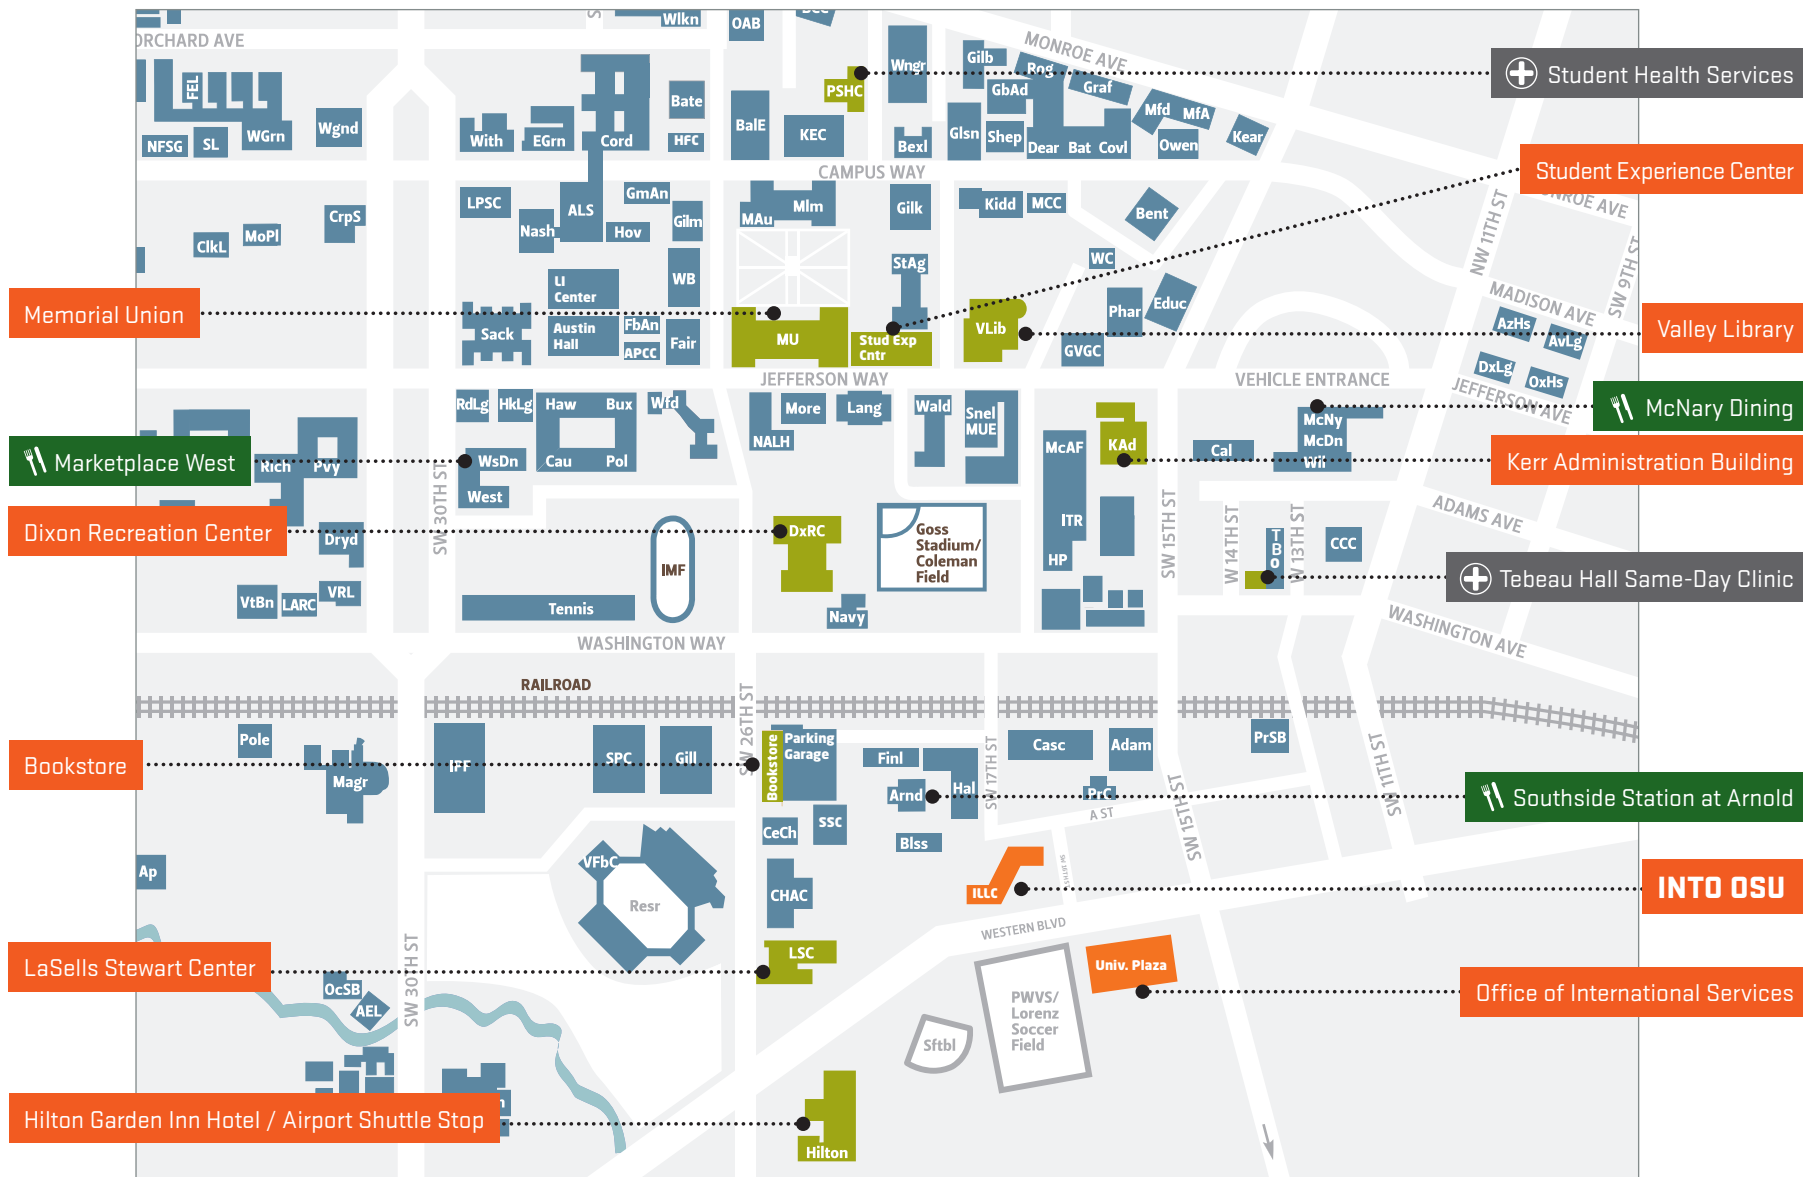 Wlkn
OAB
ORCHARD AVE
MONROE AVE
FEL
Wngr
Gilb
Rog
GbAd
Graf
Student Health Services
PSHC
Bate
BalE
KEC
Mfd
MfA
NFSG
SL
WGrn
Wgnd
With
EGrn
Cord
HFC
Bexl
Glsn
Shep
Dear
Bat
Covl
Owen
Kear
CAMPUS WAY
Student Experience Center
LPSC
GmAn
ALS
Mlm
MAu
Gilk
Kidd
MCC
Bent
NW 11TH ST
CrpS
Nash
Hov
Gilm
ClkL
MoPl
WC
StAg
WB
LI
Center
Phar
Educ
SW 9TH ST
MADISON AVE
Memorial Union
Sack
Austin
Hall
FbAn
APCC
Fair
MU
Stud Exp
Cntr
VLib
GVGC
AzHs
AvLg
Valley Library
DxLg
OxHs
JEFFERSON WAY
VEHICLE ENTRANCE
JEFFERSON AVE
RdLg
HkLg
Haw
Bux
Wfd
More
Lang
Wald
Snel
MUE
NALH
McNary Dining
McNy
McDn
Wil
McAF
KAd
Cal
Kerr Administration Building
Marketplace West
Rich
Pvy
WsDn
West
Cau
Pol
SW 30TH ST
Dixon Recreation Center
Dryd
IMF
DxRC
Goss
Stadium/
Coleman
Field
ITR
HP
SW 15TH ST
W 14TH ST
TBO
W 13TH ST
CCC
ADAMS AVE
Tebeau Hall Same-Day Clinic
VtBn
LARC
VRL
Tennis
Navy
WASHINGTON WAY
WASHINGTON AVE
RAILROAD
Pole
Magr
IFF
SPC
Gill
SW 26TH ST
Bookstore
Parking
Garage
Finl
Arnd
Hal
SW 17TH ST
Casc
Adam
PrC
PrSB
SW 11TH ST
SW 15TH ST
A ST
Bookstore
Southside Station at Arnold
CeCh
SSC
Blss
Ap
VFbC
Resr
CHAC
ILLC
INTO OSU
WESTERN BLVD
LaSells Stewart Center
LSC
Univ. Plaza
OcSB
AEL
SW 30TH ST
PWVS/
Lorenz
Soccer
Field
Sftbl
Office of International Services
Hilton Garden Inn Hotel / Airport Shuttle Stop
Hilton